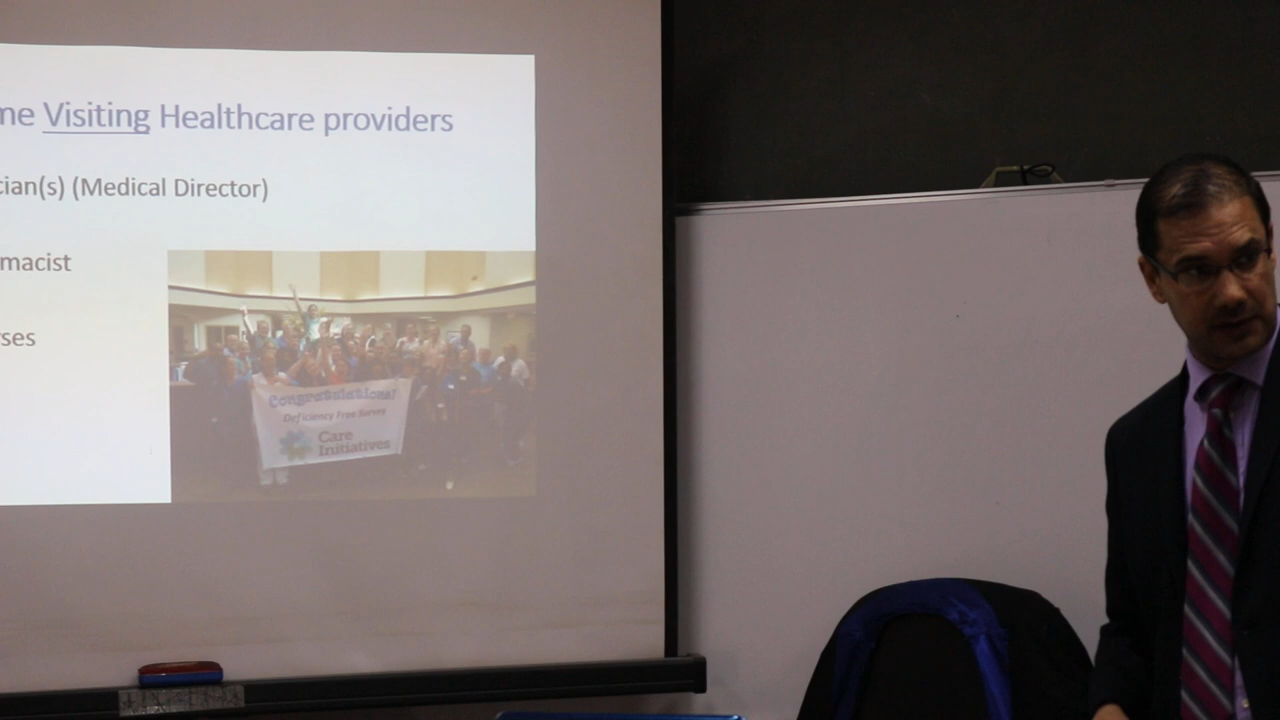 me Visiting Healthcare providers
cian(s) (Medical Director)
macist
ses
Congratulations!
Deficiency Free Survey
Care
Initiatives